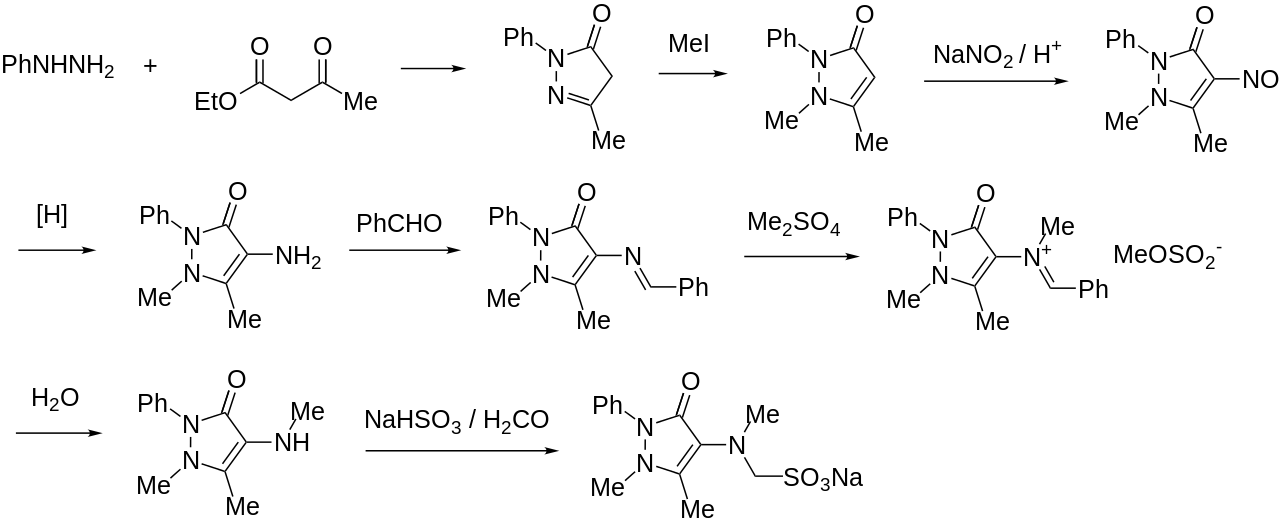 PhNHNH2 + EtO O O Me
Ph N N O Me
MeI
Ph N N O Me Me
NaNO2 / H+
Ph N N O NO Me Me
[H]
Ph N N O NH2 Me Me
PhCHO
Ph N N O N Ph Me Me
Me2SO4
Ph N N O N+ Me Ph Me Me
MeOSO2-
H2O
Ph N N O Me NH Me Me
NaHSO3 / H2CO
Ph N N O Me N SO3Na Me Me